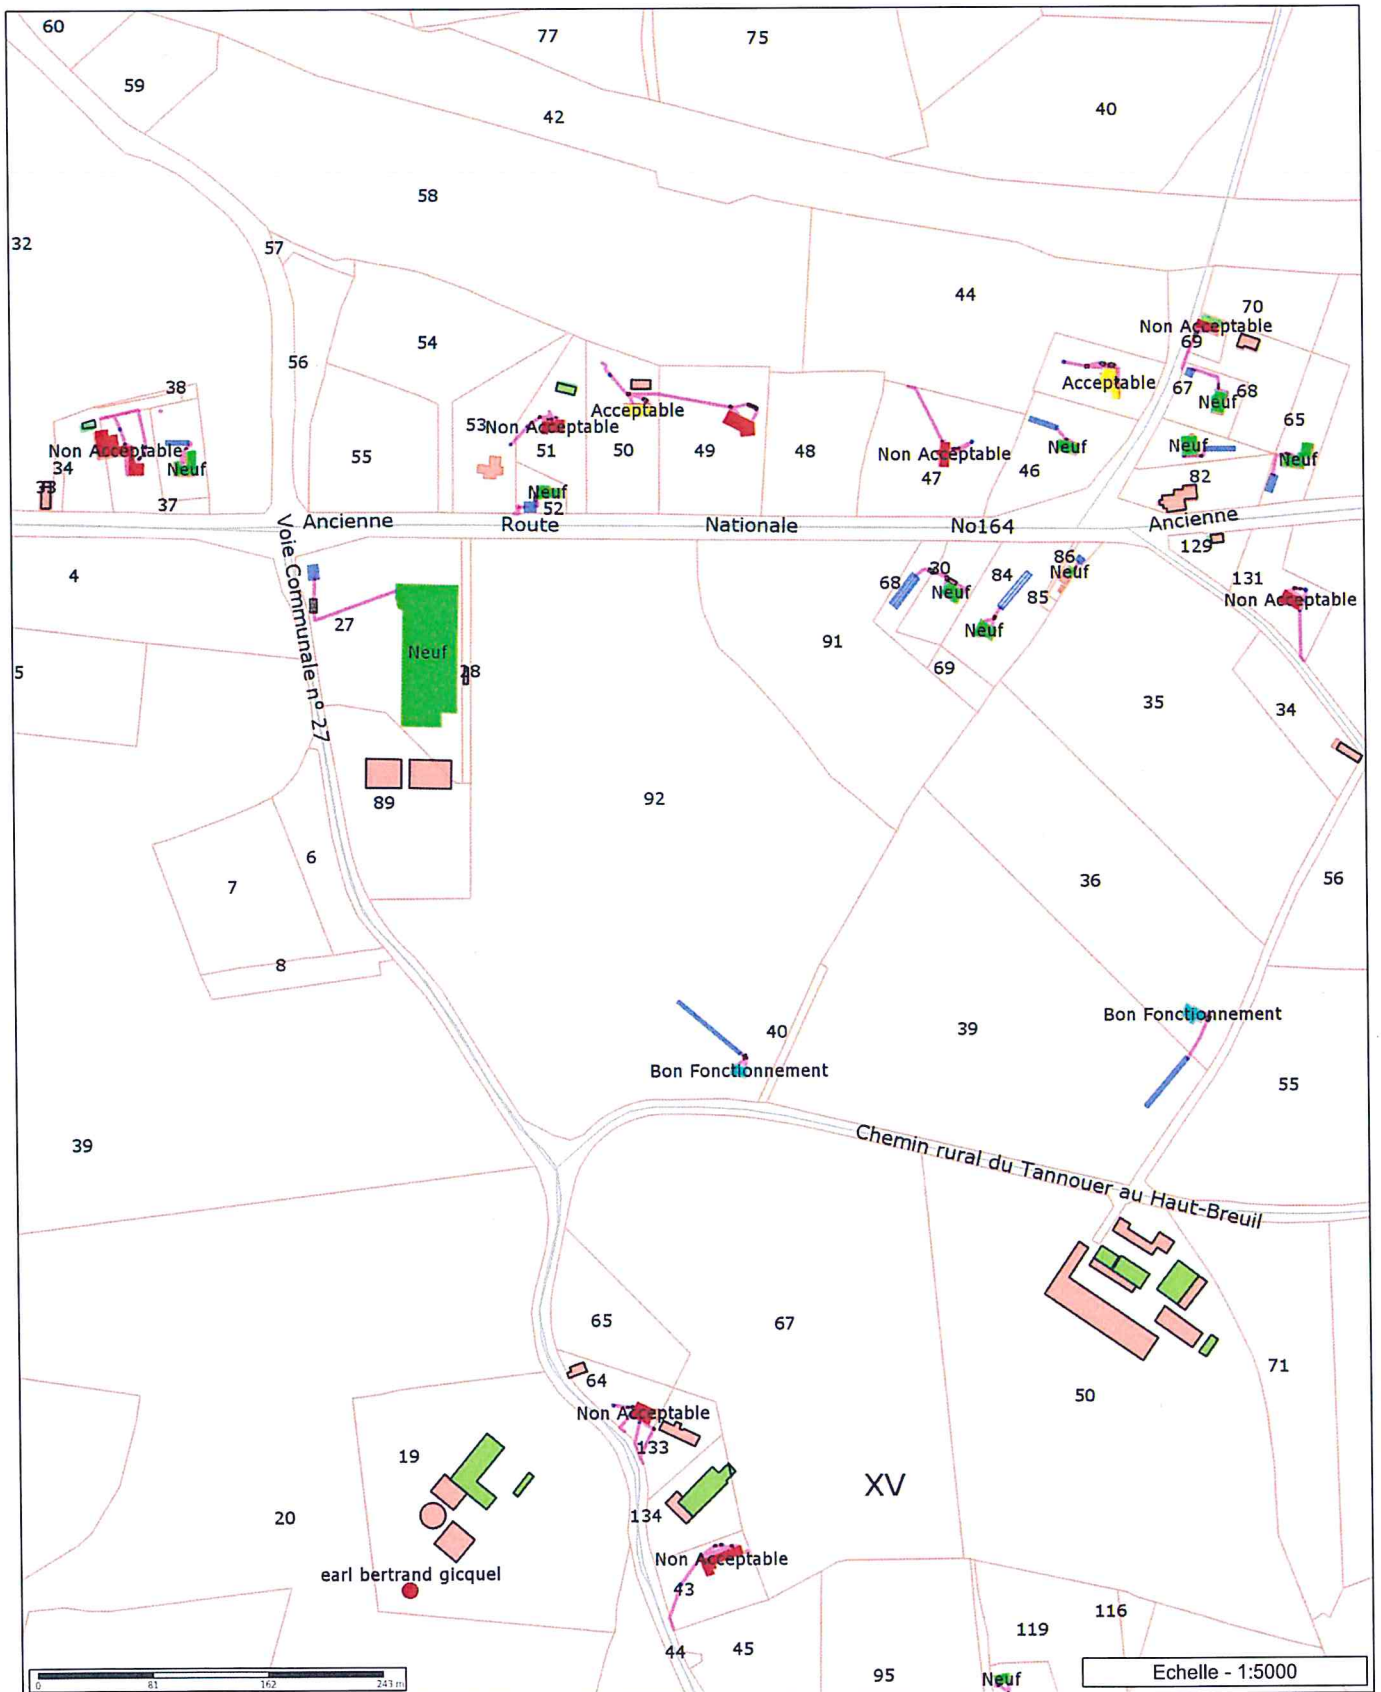 60
77
75
59
42
40
58
32
57
44
70
Non Acceptable
69
54
56
38
Acceptable
67
68
Neuf
65
Acceptable
53
Non Acceptable
51
50
49
48
Non Acceptable
47
46
Neuf
Neuf
Neuf
82
Non Acceptable
34
Neuf
55
33
37
Neuf
52
Voie Communale nº 27
Ancienne
Route
Nationale
No164
Ancienne
129
4
27
Neuf
28
68
30
Neuf
84
86
Neuf
85
Neuf
131
Non Acceptable
91
69
5
35
34
89
92
6
7
36
56
8
40
Bon Fonctionnement
39
Bon Fonctionnement
55
39
Chemin rural du Tannouer au Haut-Breuil
65
67
64
71
50
Non Acceptable
133
19
XV
20
134
earl bertrand gicquel
Non Acceptable
43
44
45
95
119
116
Neuf
0 81 162 243 m
Echelle - 1:5000